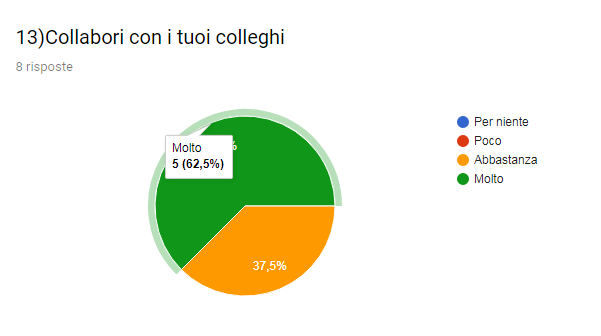 13)Collabori con i tuoi colleghi
8 risposte
Per niente
Poco
Abbastanza
Molto
Molto
5 (62,5%)
37,5%